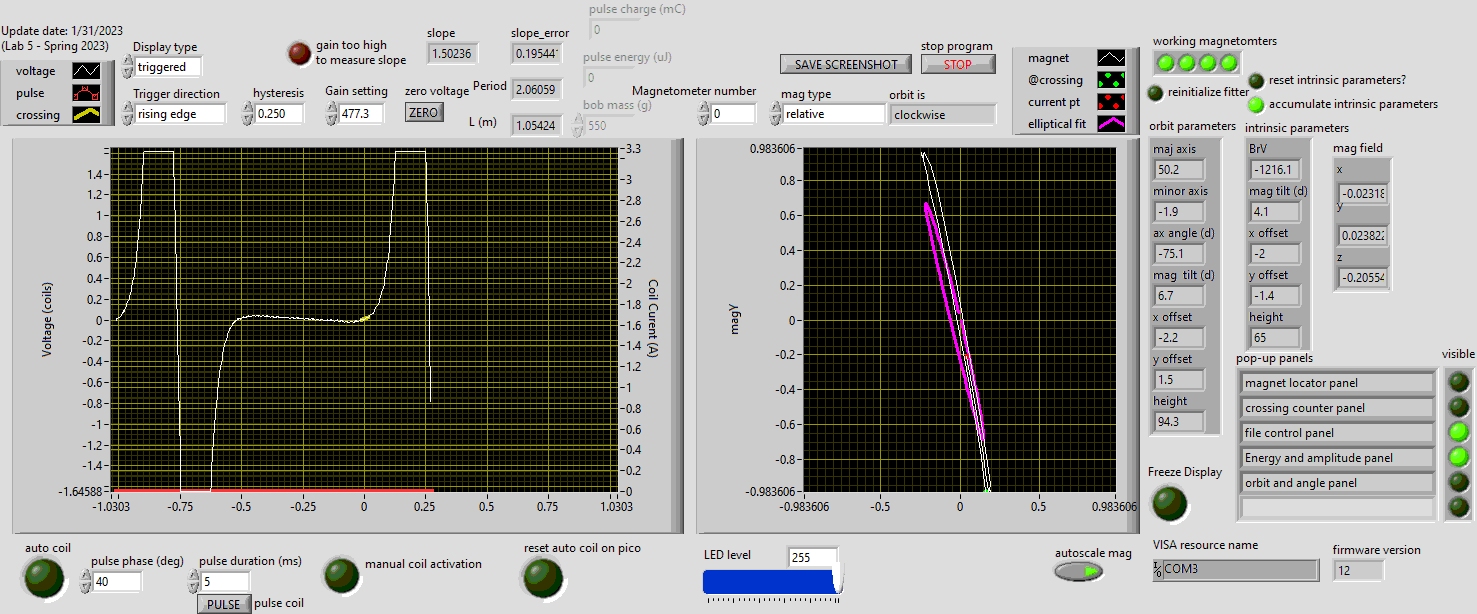 Update date: 1/31/2023
(Lab 5 - Spring 2023)
voltage
pulse
crossing
Display type
triggered
Trigger direction
rising edge
hysteresis
0.250
gain too high
to measure slope
Gain setting
477.3
zero voltage
ZERO
slope
1.50236
slope_error
0.19544
Period
2.06059
L (m)
1.05424
pulse charge (mC)
0
pulse energy (uJ)
0
bob mass (g)
550
Magnetometer number
0
SAVE SCREENSHOT
stop program
STOP
mag type
relative
orbit is
clockwise
magnet
@crossing
current pt
elliptical fit
working magnetomters
reinitialize fitter
reset intrinsic parameters?
accumulate intrinsic parameters
orbit parameters
maj axis
50.2
minor axis
-1.9
ax angle (d)
-75.1
mag tilt (d)
6.7
x offset
-2.2
y offset
1.5
height
94.3
intrinsic parameters
BrV
-1216.1
mag tilt (d)
4.1
x offset
-2
y offset
-1.4
height
65
mag field
x
-0.02318
y
0.023822
z
-0.20554
Voltage (coils)
1.4
1.2
1
0.8
0.6
0.4
0.2
0
-0.2
-0.4
-0.6
-0.8
-1
-1.2
-1.4
-1.64588
-1.0303
-0.75
-0.5
-0.25
0
0.25
0.5
0.75
1.0303
3.3
3
2.8
2.6
2.4
2.2
2
1.8
1.6
1.4
1.2
1
0.8
0.6
0.4
0.2
0
Coil Curent (A)
magY
0.983606
0.8
0.6
0.4
0.2
0
-0.2
-0.4
-0.6
-0.8
-0.983606
-0.983606
-0.5
0
0.5
0.983606
pop-up panels
visible
magnet locator panel
crossing counter panel
file control panel
Energy and amplitude panel
orbit and angle panel
Freeze Display
auto coil
pulse phase (deg)
40
pulse duration (ms)
5
PULSE
pulse coil
manual coil activation
reset auto coil on pico
LED level
255
autoscale mag
VISA resource name
COM3
firmware version
12